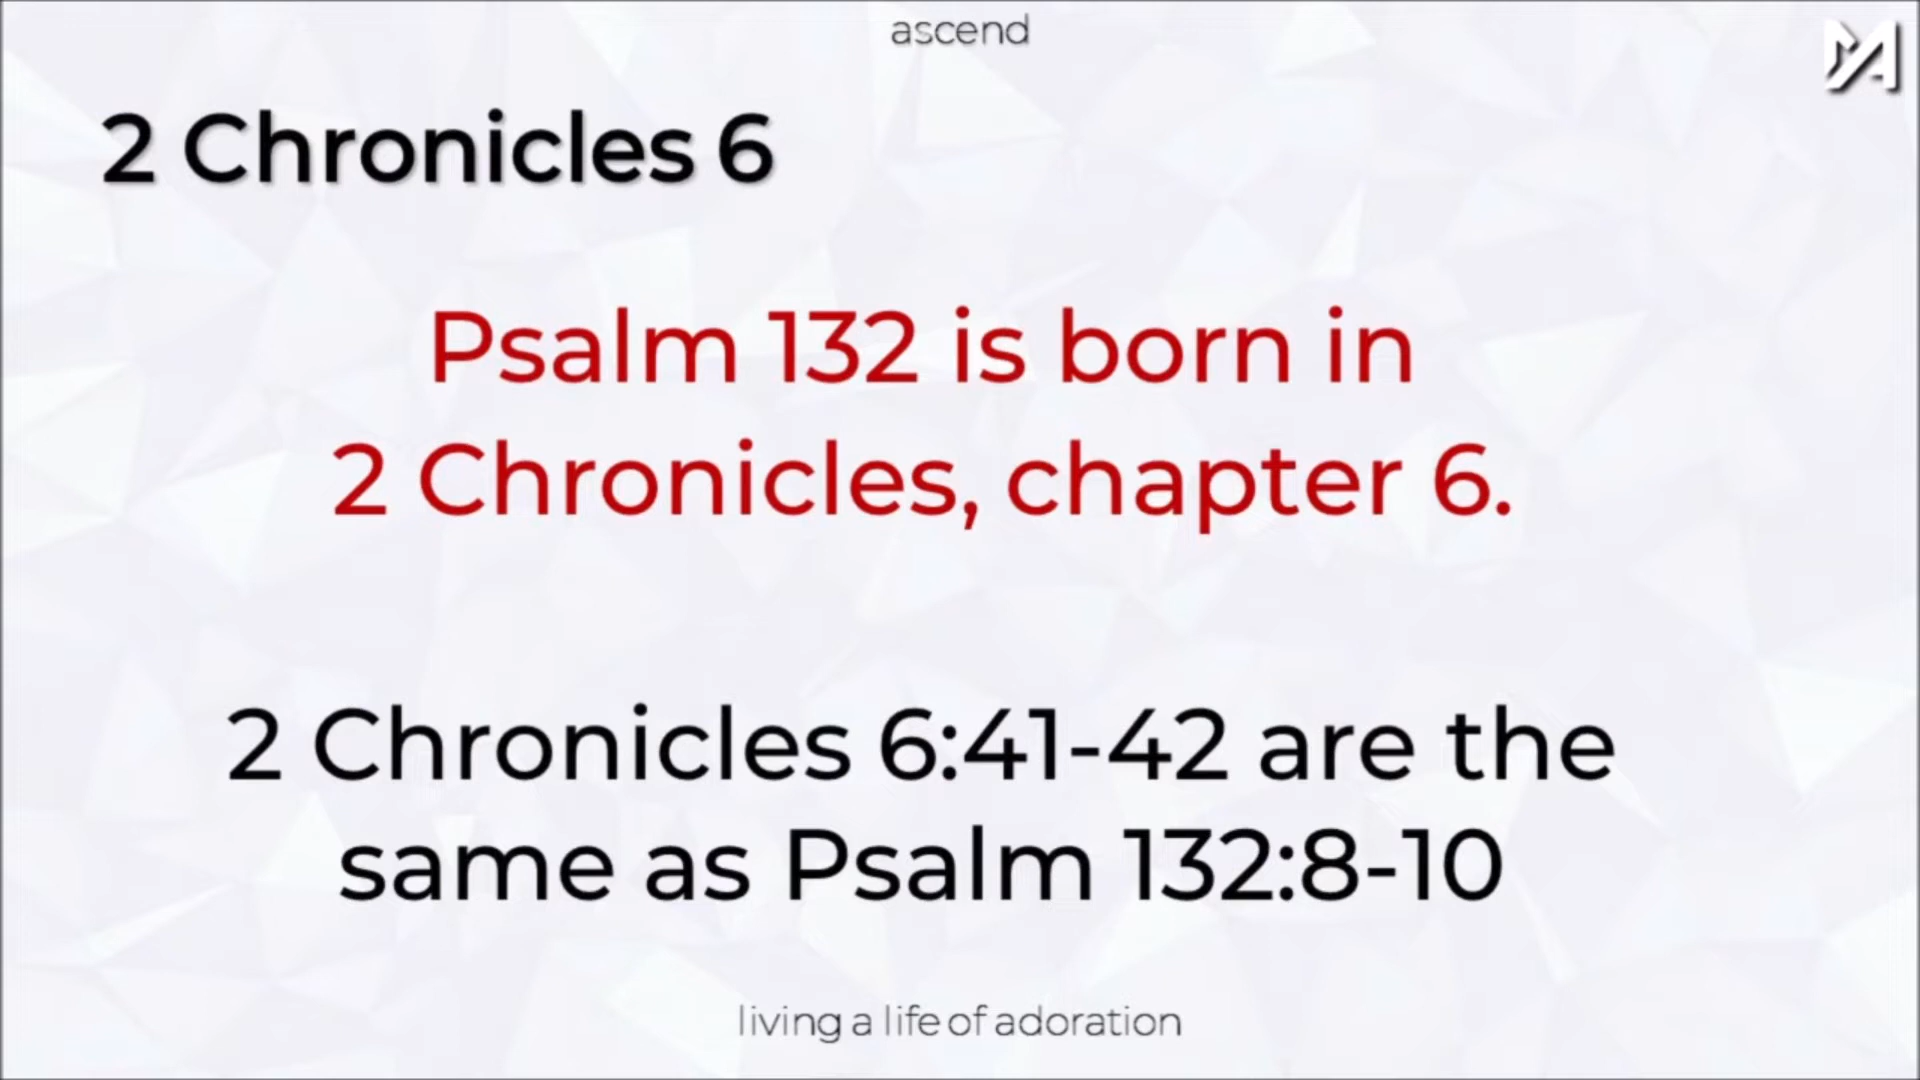 ascend
2 Chronicles 6
Psalm 132 is born in
2 Chronicles, chapter 6.
2 Chronicles 6:41-42 are the
same as Psalm 132:8-10
living a life of adoration